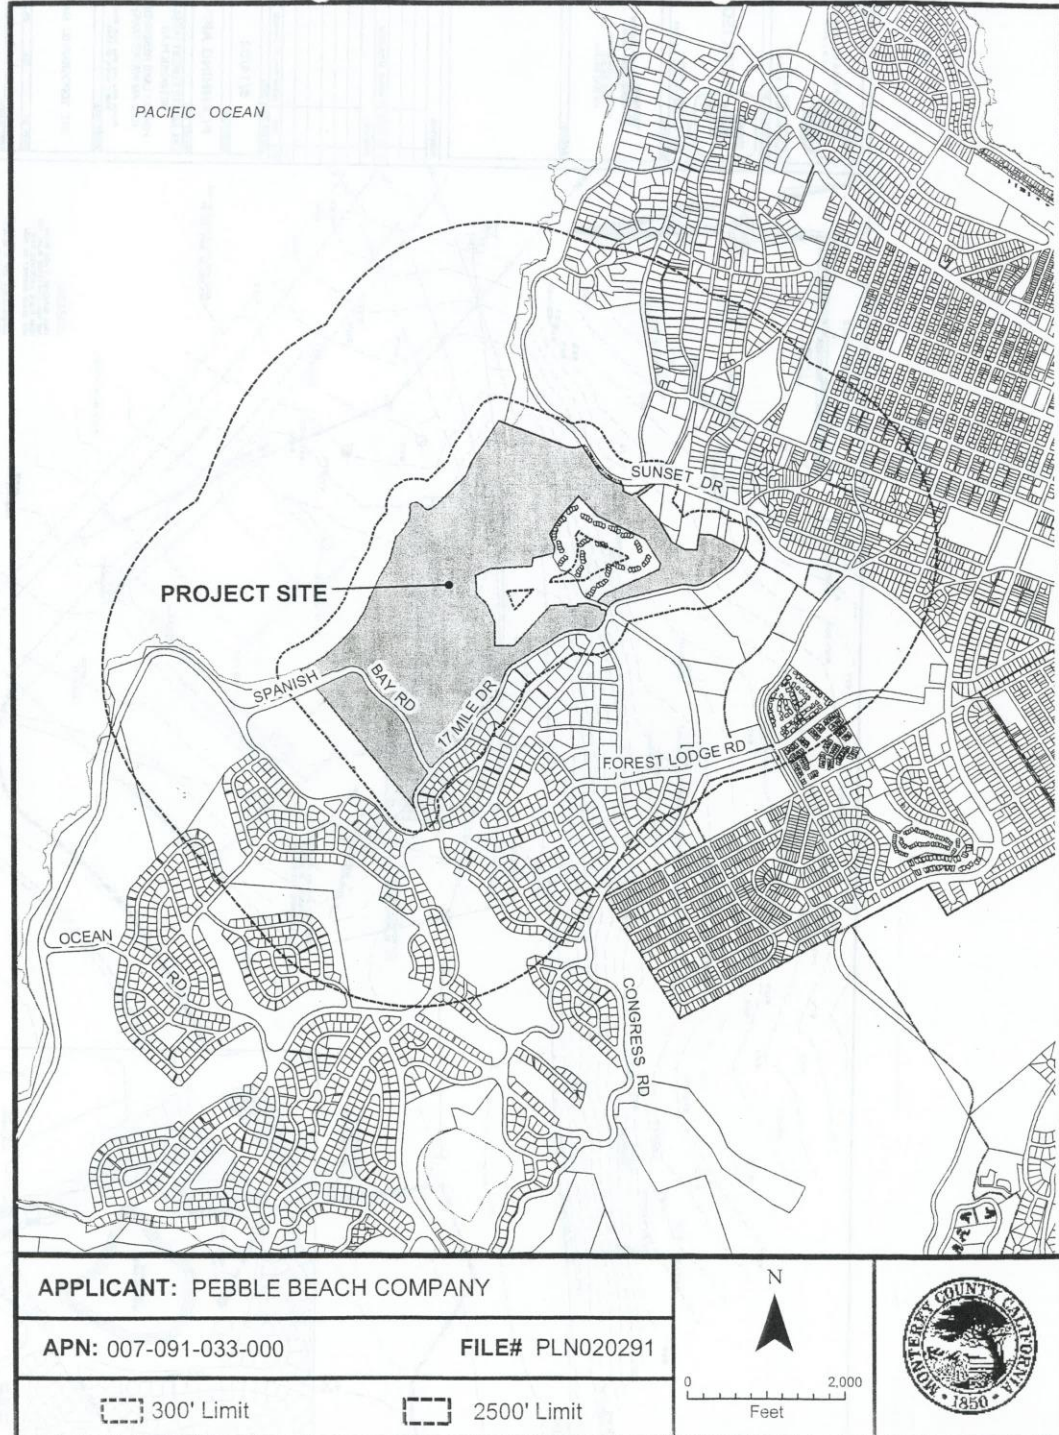 PACIFIC OCEAN
SUNSET DR
PROJECT SITE
SPANISH
BAY RD
17 MILE DR
FOREST LODGE RD
OCEAN
RD
CONGRESS RD
APPLICANT: PEBBLE BEACH COMPANY
APN: 007-091-033-000
FILE# PLN020291
300' Limit
2500' Limit
N
0
2,000
Feet
MONTEREY COUNTY CALIFORNIA
1850